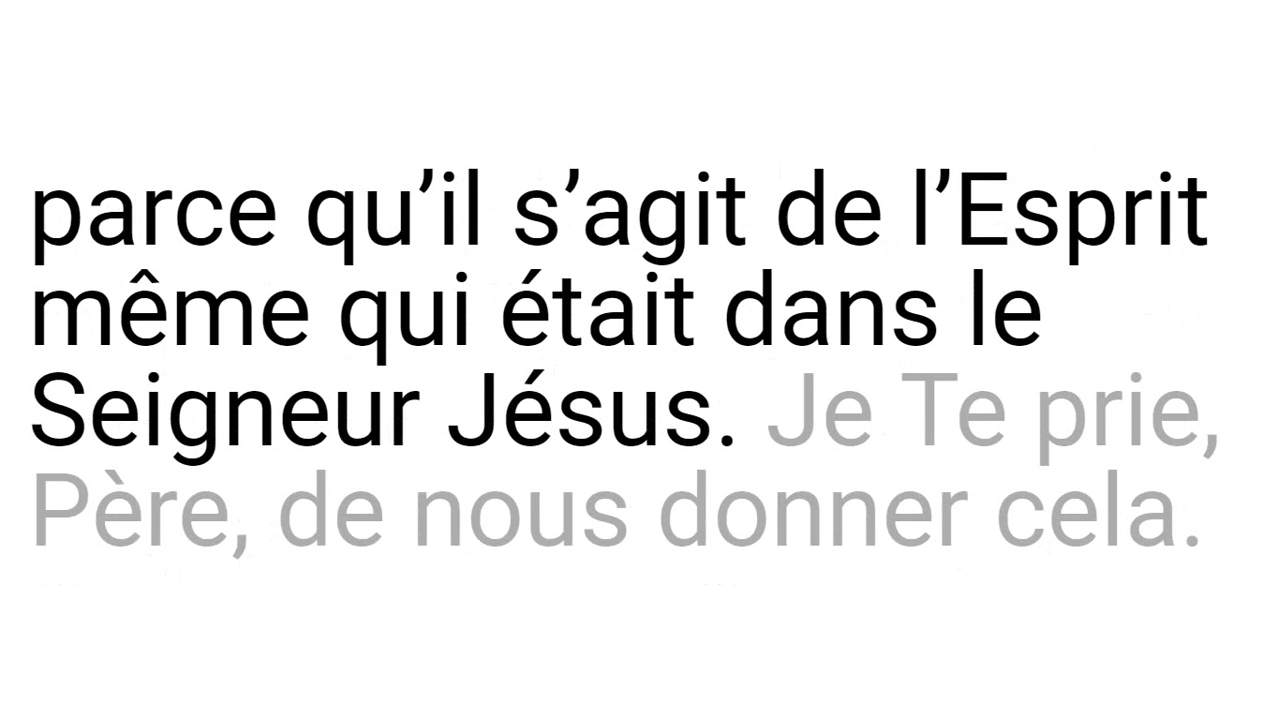 parce qu’il s’agit de l’Esprit
même qui était dans le
Seigneur Jésus. Je Te prie,
Père, de nous donner cela.